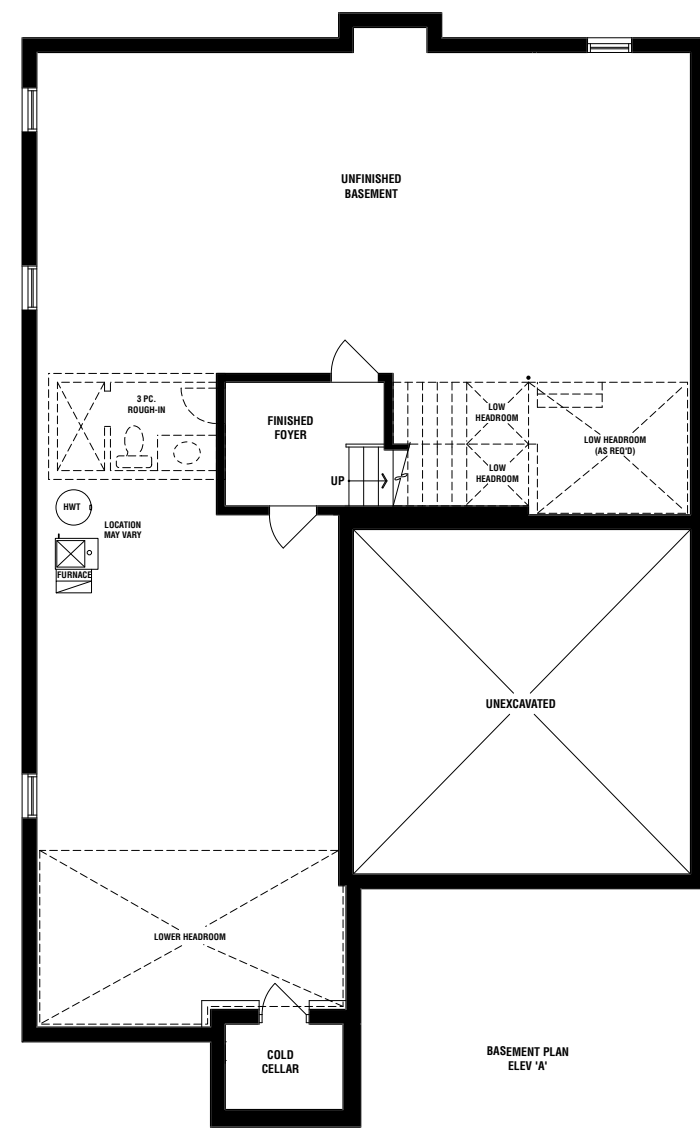 UNFINISHED
BASEMENT
3 PC.
ROUGH-IN
FINISHED
FOYER
LOW
HEADROOM
LOW HEADROOM
(AS REQ'D)
LOW
HEADROOM
UP
HWT
LOCATION
MAY VARY
FURNACE
UNEXCAVATED
LOWER HEADROOM
COLD
CELLAR
BASEMENT PLAN
ELEV 'A'